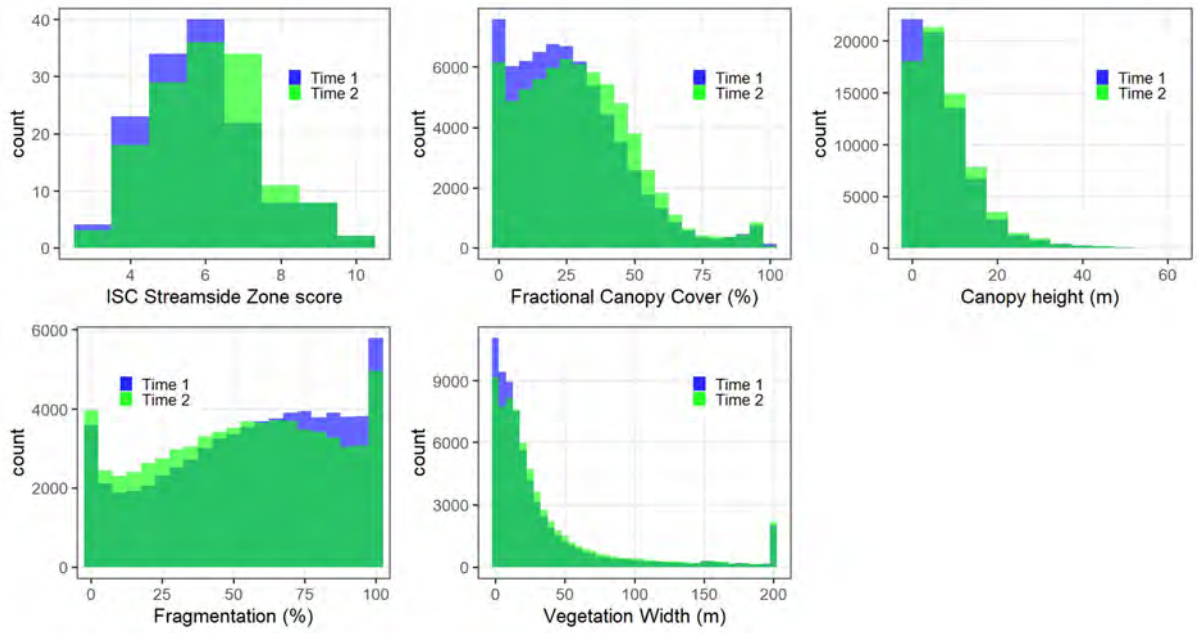 40
30
20
10
0
count
Time 1
Time 2
4 6 8 10
ISC Streamside Zone score
6000
4000
2000
0
count
Time 1
Time 2
0 25 50 75 100
Fractional Canopy Cover (%)
20000
15000
10000
5000
0
count
Time 1
Time 2
0 20 40 60
Canopy height (m)
6000
4000
2000
0
count
Time 1
Time 2
0 25 50 75 100
Fragmentation (%)
9000
6000
3000
0
count
Time 1
Time 2
0 50 100 150 200
Vegetation Width (m)